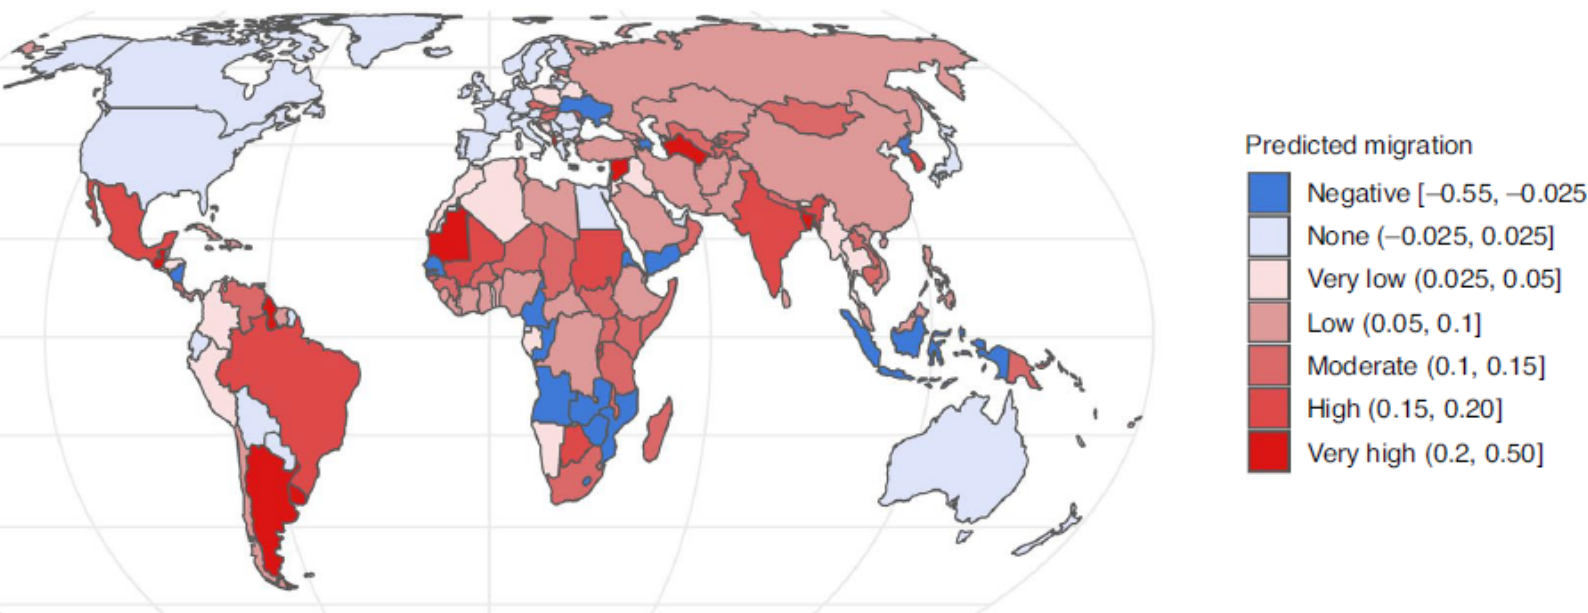 Predicted migration
Negative [−0.55, −0.025
None (−0.025, 0.025]
Very low (0.025, 0.05]
Low (0.05, 0.1]
Moderate (0.1, 0.15]
High (0.15, 0.20]
Very high (0.2, 0.50]